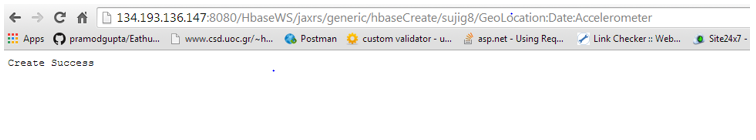 134.193.136.147:8080/HbaseWS/jaxrs/generic/hbaseCreate/sujig8/GeoLocation:Date:Accelerometer
Apps pramodgupta/Eathu... www.csd.uoc.gr/~h... Postman custom validator - u... asp.net - Using Req... Link Checker :: Web... Site24x7 -
Create Success